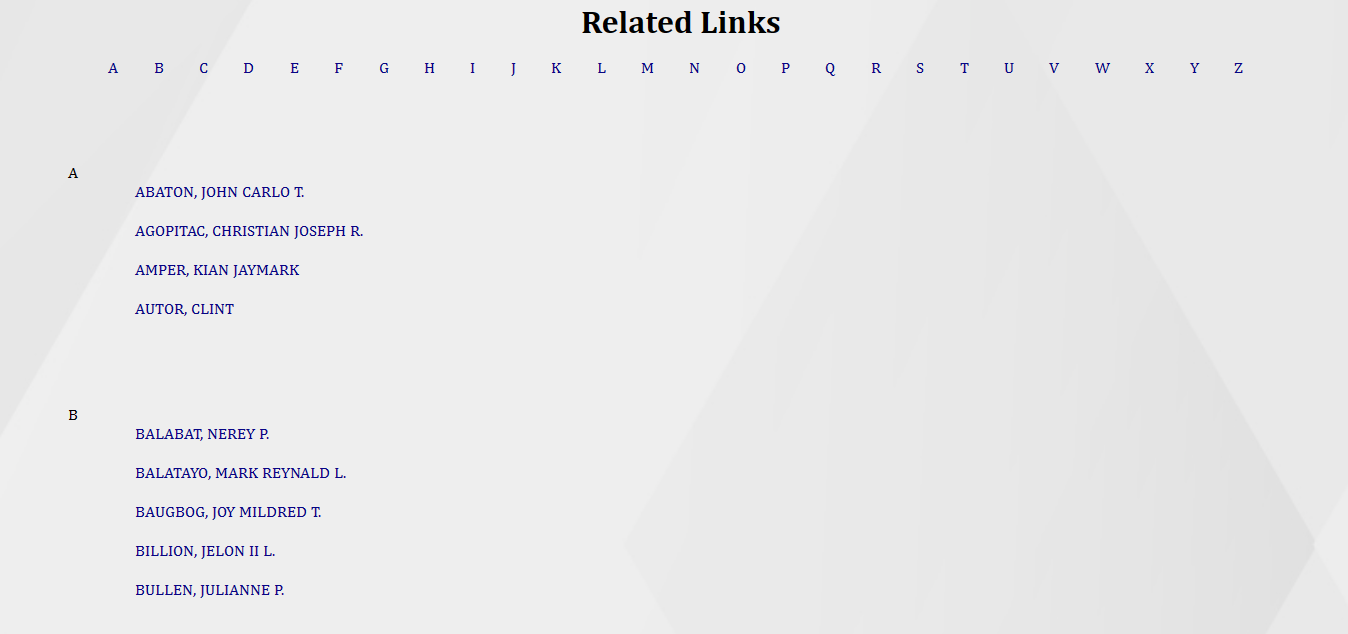 Related Links
A B C D E F G H I J K L M N O P Q R S T U V W X Y Z
A
ABATON, JOHN CARLO T.
AGOPITAC, CHRISTIAN JOSEPH R.
AMPER, KIAN JAYMARK
AUTOR, CLINT
B
BALABAT, NEREY P.
BALATAYO, MARK REYNALD L.
BAUGBOG, JOY MILDRED T.
BILLION, JELON II L.
BULLEN, JULIANNE P.